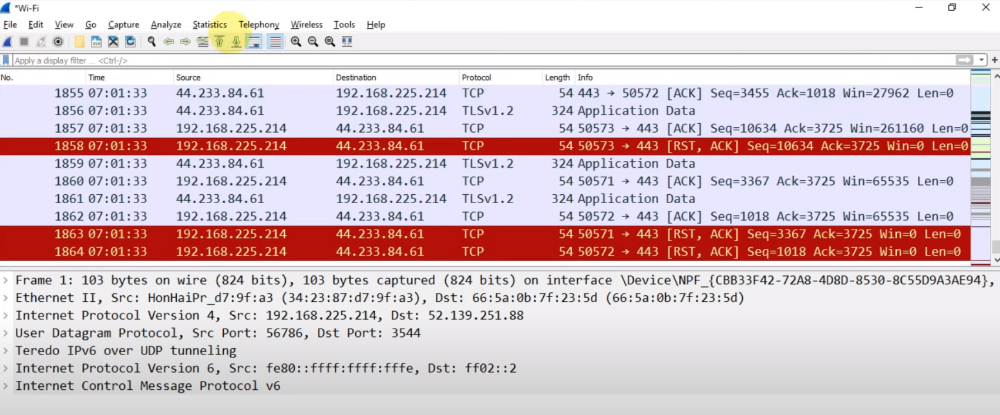 *Wi-Fi
File Edit View Go Capture Analyze Statistics Telephony Wireless Tools Help
Apply a display filter ... <Ctrl-/>
No. Time Source Destination Protocol Length Info
1855 07:01:33 44.233.84.61 192.168.225.214 TCP 54 443 → 50572 [ACK] Seq=3455 Ack=1018 Win=27962 Len=0
1856 07:01:33 44.233.84.61 192.168.225.214 TLSv1.2 324 Application Data
1857 07:01:33 192.168.225.214 44.233.84.61 TCP 54 50573 → 443 [ACK] Seq=10634 Ack=3725 Win=261160 Len=0
1858 07:01:33 192.168.225.214 44.233.84.61 TCP 54 50573 → 443 [RST, ACK] Seq=10634 Ack=3725 Win=0 Len=0
1859 07:01:33 44.233.84.61 192.168.225.214 TLSv1.2 324 Application Data
1860 07:01:33 192.168.225.214 44.233.84.61 TCP 54 50571 → 443 [ACK] Seq=3367 Ack=3725 Win=65535 Len=0
1861 07:01:33 44.233.84.61 192.168.225.214 TLSv1.2 324 Application Data
1862 07:01:33 192.168.225.214 44.233.84.61 TCP 54 50572 → 443 [ACK] Seq=1018 Ack=3725 Win=65535 Len=0
1863 07:01:33 192.168.225.214 44.233.84.61 TCP 54 50571 → 443 [RST, ACK] Seq=3367 Ack=3725 Win=0 Len=0
1864 07:01:33 192.168.225.214 44.233.84.61 TCP 54 50572 → 443 [RST, ACK] Seq=1018 Ack=3725 Win=0 Len=0
Frame 1: 103 bytes on wire (824 bits), 103 bytes captured (824 bits) on interface \Device\NPF_{CBB33F42-72A8-4D8D-8530-8C55D9A3AE94},
Ethernet II, Src: HonHaiPr_d7:9f:a3 (34:23:87:d7:9f:a3), Dst: 66:5a:0b:7f:23:5d (66:5a:0b:7f:23:5d)
Internet Protocol Version 4, Src: 192.168.225.214, Dst: 52.139.251.88
User Datagram Protocol, Src Port: 56786, Dst Port: 3544
Teredo IPv6 over UDP tunneling
Internet Protocol Version 6, Src: fe80::ffff:ffff:fffe, Dst: ff02::2
Internet Control Message Protocol v6